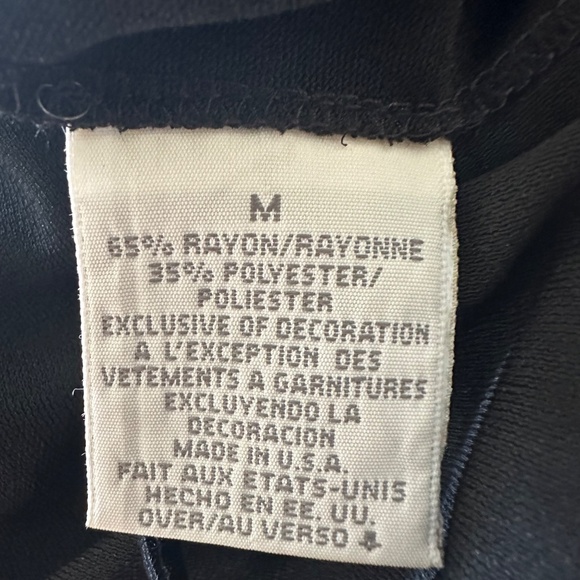 M
65% RAYON/RAYONNE
35% POLYESTER/
POLIESTER
EXCLUSIVE OF DECORATION
A L'EXCEPTION DES
VETEMENTS A GARNITURES
EXCLUYENDO LA
DECORACION
MADE IN U.S.A.
FAIT AUX ETATS-UNIS
HECHO EN EE. UU.
OVER/AU VERSO